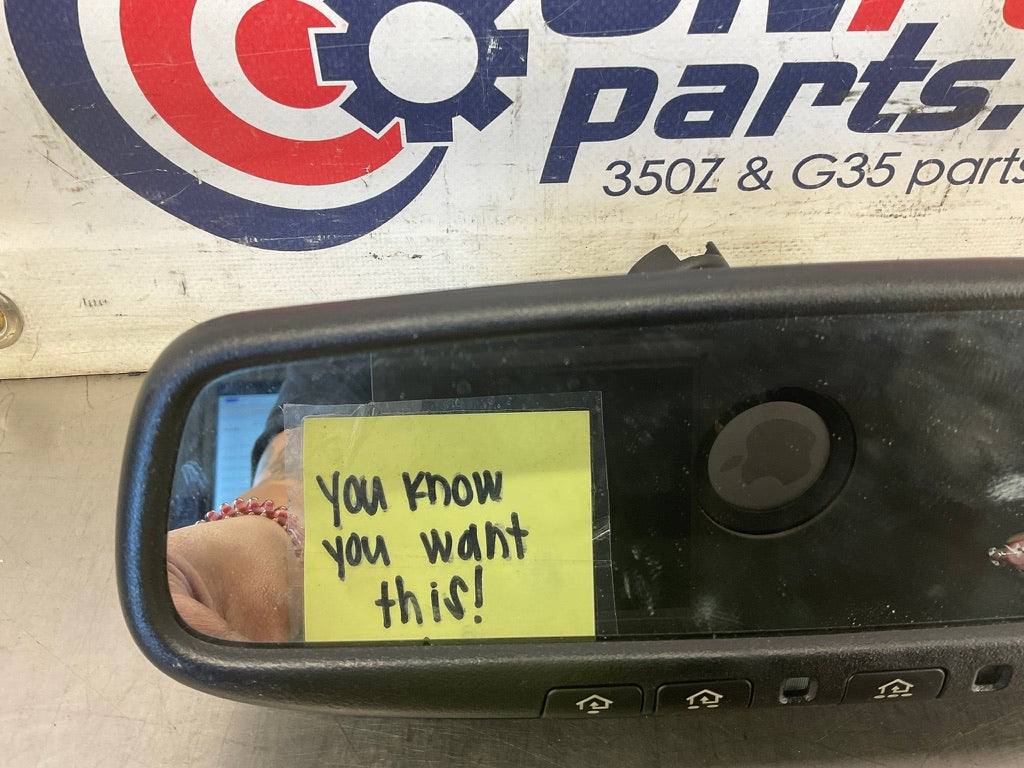 parts.
350Z & G35 parts
You Know
you want
this!